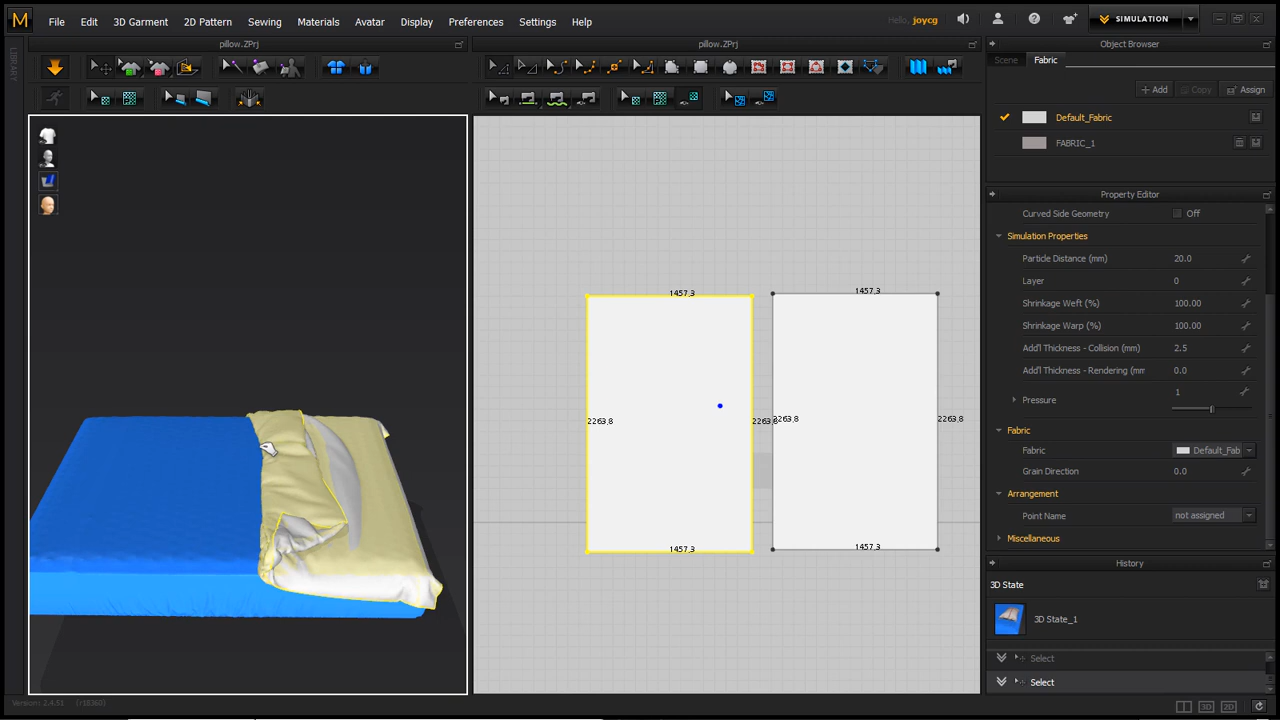 M File Edit 3D Garment 2D Pattern Sewing Materials Avatar Display Preferences Settings Help Hello, joycg SIMULATION
pillow.ZPrj
pillow.ZPrj
Object Browser
LIBRARY
Scene Fabric
+ Add Copy Assign
Default_Fabric
FABRIC_1
Property Editor
Curved Side Geometry Off
Simulation Properties
Particle Distance (mm) 20.0
Layer 0
Shrinkage Weft (%) 100.00
Shrinkage Warp (%) 100.00
Add'l Thickness - Collision (mm) 2.5
Add'l Thickness - Rendering (mm 0.0
Pressure 1
Fabric
Fabric Default_Fab
Grain Direction 0.0
Arrangement
Point Name not assigned
Miscellaneous
History
3D State
3D State_1
Select
Select
1457,3 1457,3
2263,8 2263,8 2263,8 2263,8
1457,3 1457,3
3D 2D